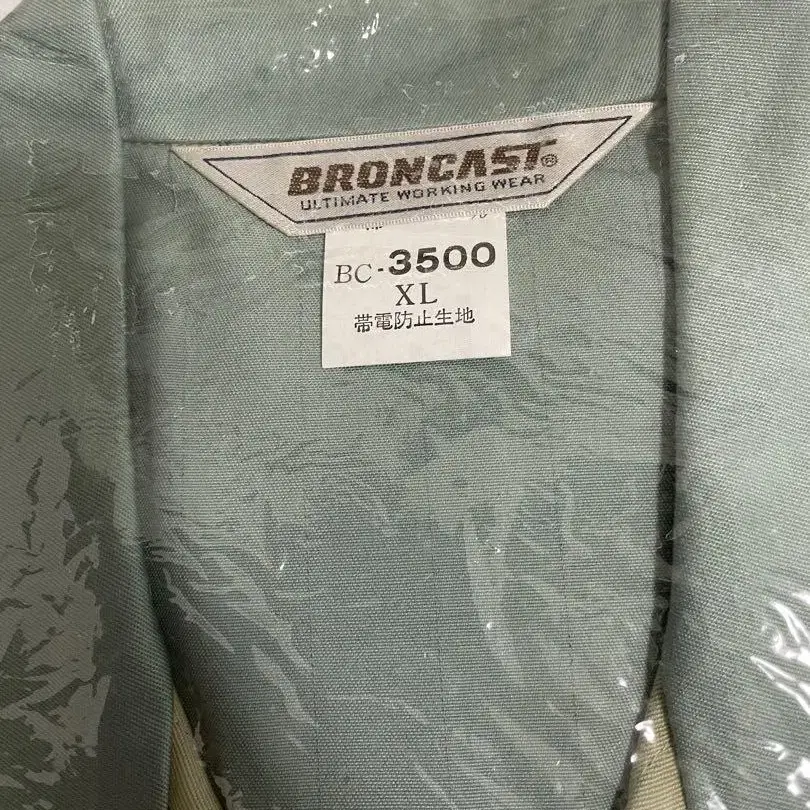 BRONCAST®
ULTIMATE WORKING WEAR
BC-3500
XL
帯電防止生地